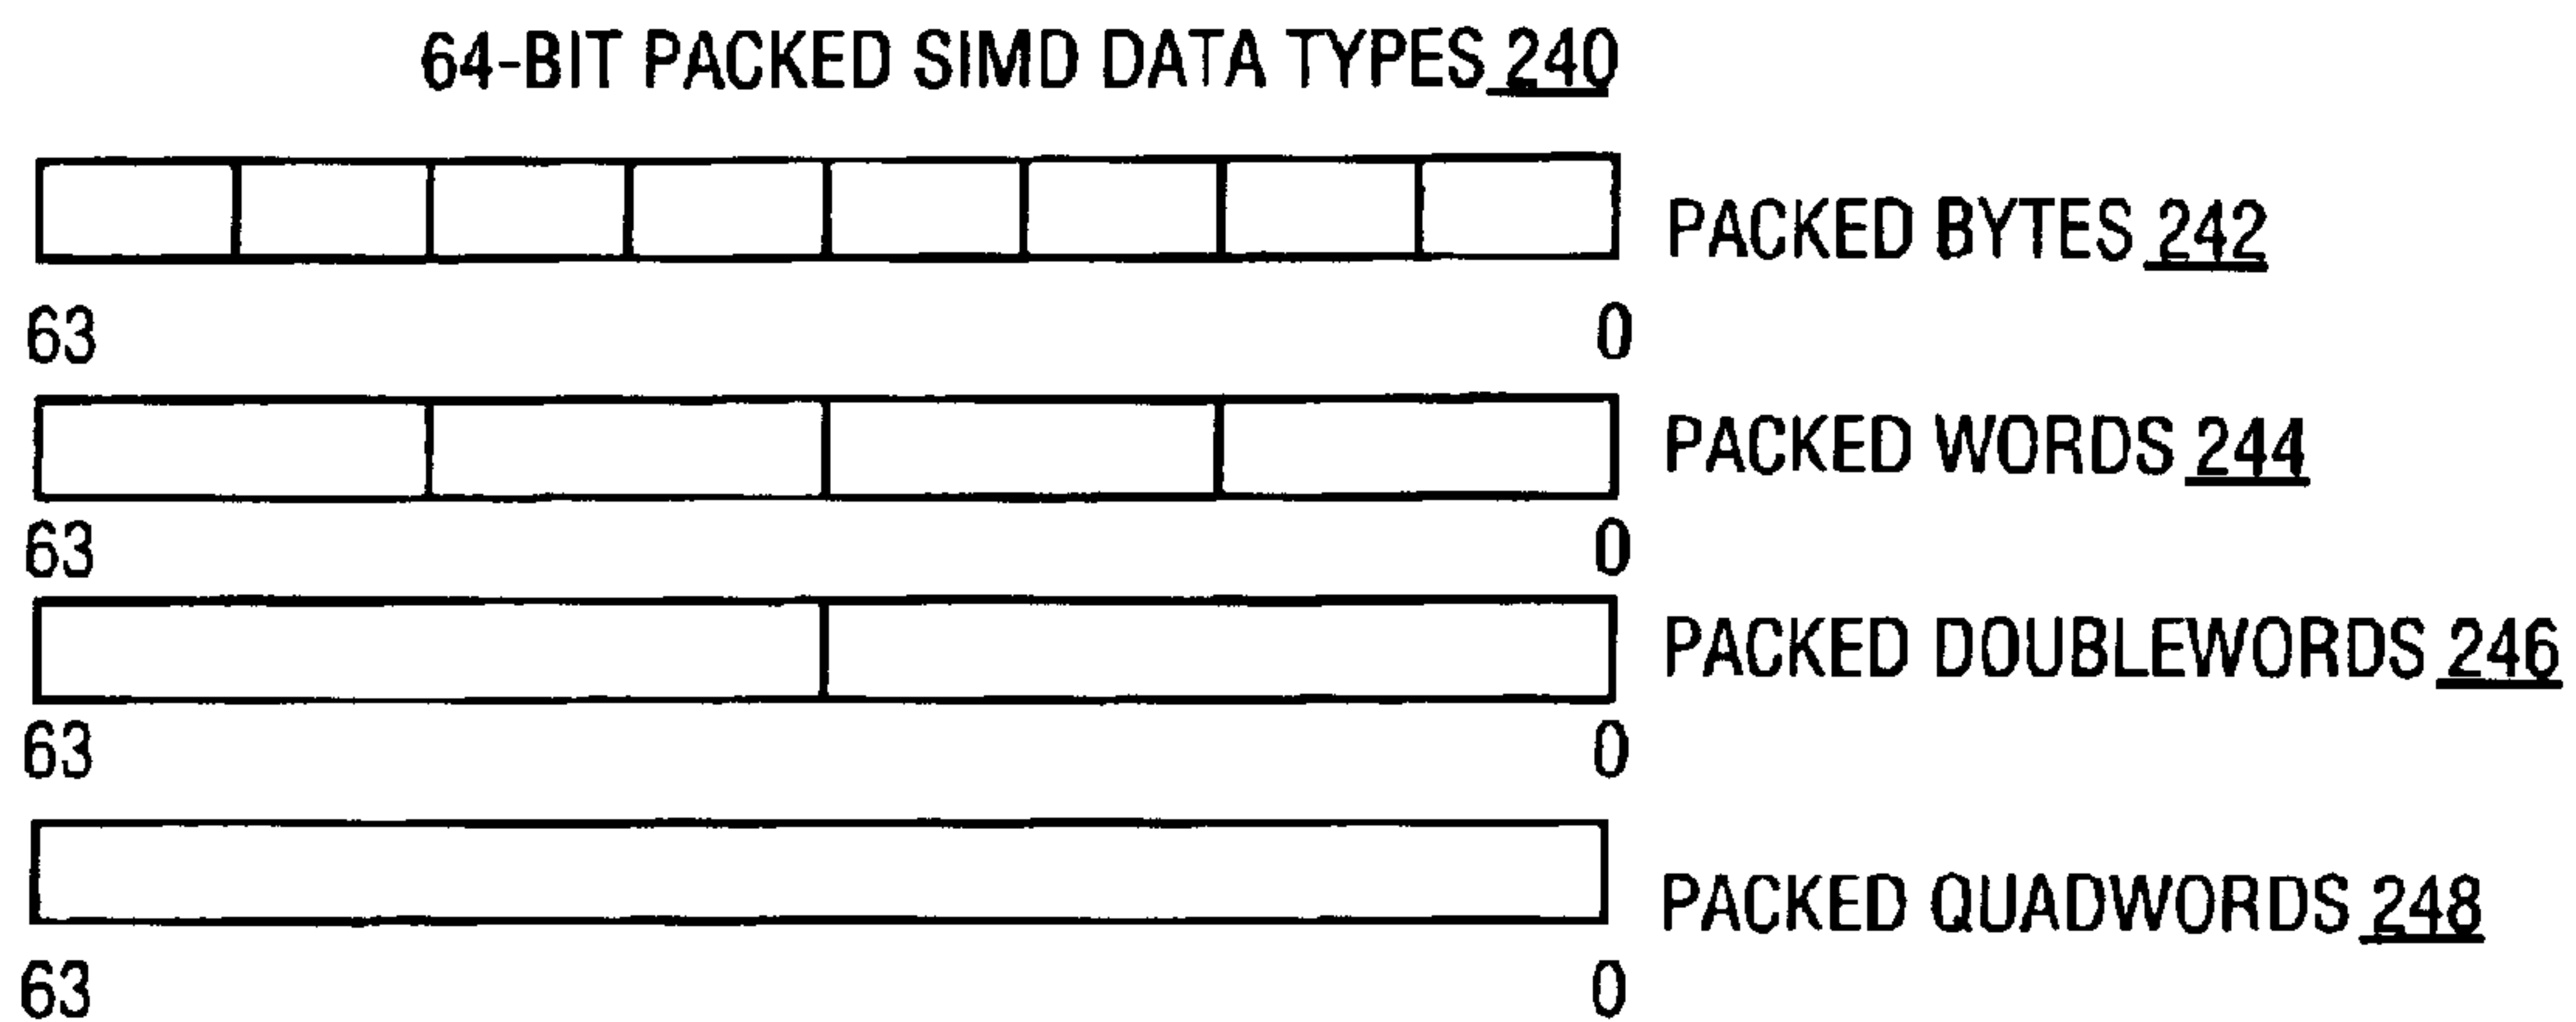 64-BIT PACKED SIMD DATA TYPES 240
PACKED BYTES 242
63 0
PACKED WORDS 244
63 0
PACKED DOUBLEWORDS 246
63 0
PACKED QUADWORDS 248
63 0